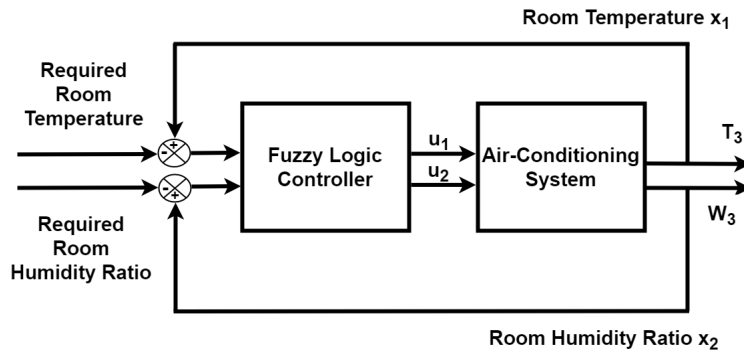 Room Temperature x1
Required
Room
Temperature
- +
Fuzzy Logic
Controller
u1
u2
Air-Conditioning
System
T3
W3
- +
Required
Room
Humidity Ratio
Room Humidity Ratio x2